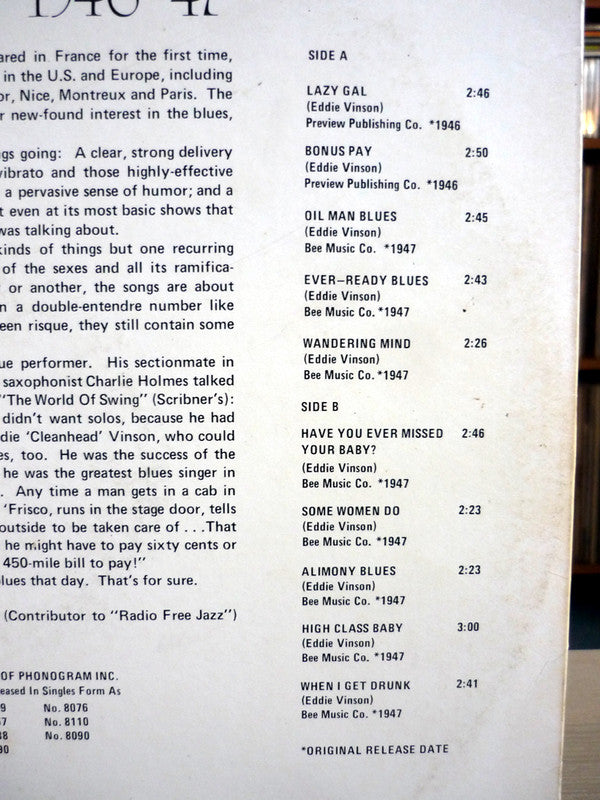 1946-47
ared in France for the first time,
in the U.S. and Europe, including
or, Nice, Montreux and Paris. The
r new-found interest in the blues,
gs going: A clear, strong delivery
vibrato and those highly-effective
a pervasive sense of humor; and a
t even at its most basic shows that
was talking about.
kinds of things but one recurring
of the sexes and all its ramifica-
or another, the songs are about
n a double-entendre number like
een risque, they still contain some
ue performer. His sectionmate in
saxophonist Charlie Holmes talked
"The World Of Swing" (Scribner's):
didn't want solos, because he had
die 'Cleanhead' Vinson, who could
es, too. He was the success of the
he was the greatest blues singer in
. Any time a man gets in a cab in
'Frisco, runs in the stage door, tells
outside to be taken care of . . .That
he might have to pay sixty cents or
450-mile bill to pay!"
lues that day. That's for sure.
(Contributor to "Radio Free Jazz")
OF PHONOGRAM INC.
eased In Singles Form As
9 No. 8076
7 No. 8110
8 No. 8090
90
SIDE A
LAZY GAL 2:46
(Eddie Vinson)
Preview Publishing Co. *1946
BONUS PAY 2:50
(Eddie Vinson)
Preview Publishing Co. *1946
OIL MAN BLUES 2:45
(Eddie Vinson)
Bee Music Co. *1947
EVER-READY BLUES 2:43
(Eddie Vinson)
Bee Music Co. *1947
WANDERING MIND 2:26
(Eddie Vinson)
Bee Music Co. *1947
SIDE B
HAVE YOU EVER MISSED 2:46
YOUR BABY?
(Eddie Vinson)
Bee Music Co. *1947
SOME WOMEN DO 2:23
(Eddie Vinson)
Bee Music Co. *1947
ALIMONY BLUES 2:23
(Eddie Vinson)
Bee Music Co. *1947
HIGH CLASS BABY 3:00
(Eddie Vinson)
Bee Music Co. *1947
WHEN I GET DRUNK 2:41
(Eddie Vinson)
Bee Music Co. *1947
*ORIGINAL RELEASE DATE